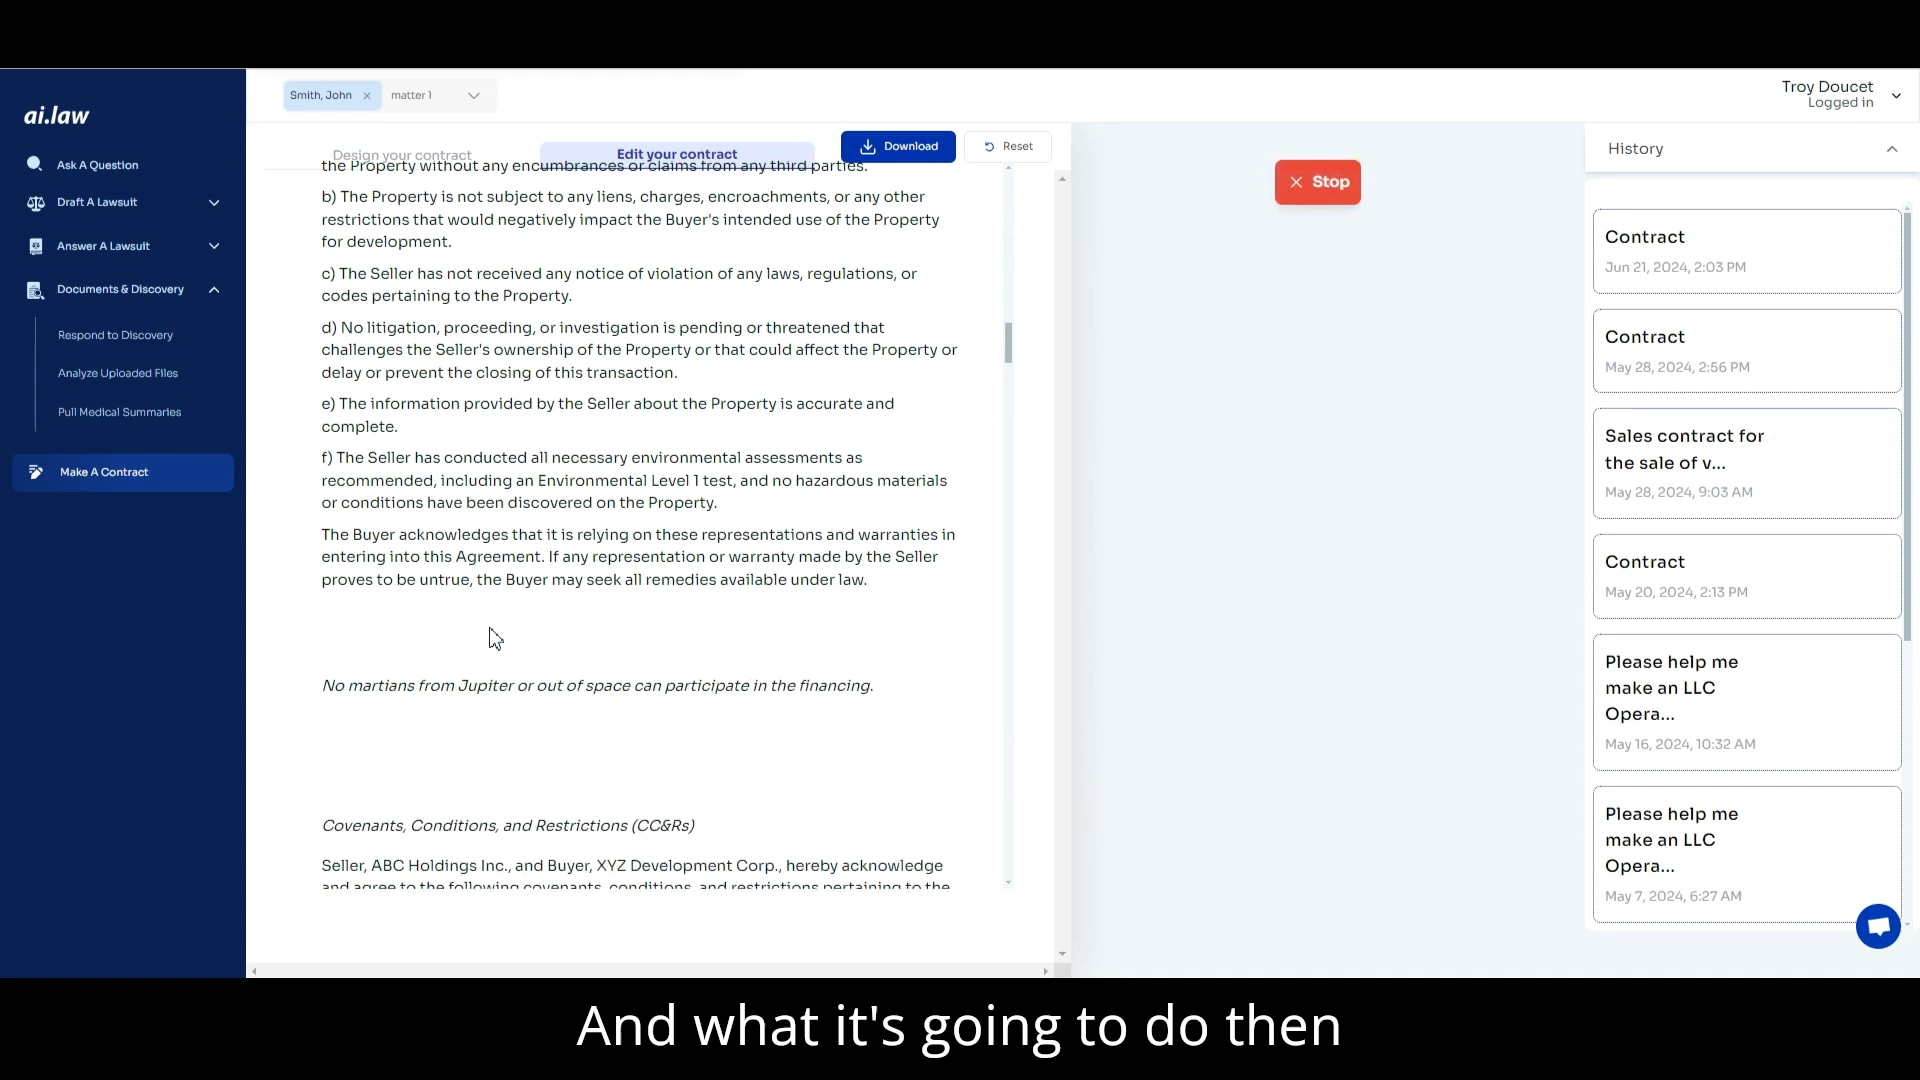 Smith, John
matter 1
Troy Doucet
Logged in
ai.law
Ask A Question
Draft A Lawsuit
Answer A Lawsuit
Documents & Discovery
Respond to Discovery
Analyze Uploaded Files
Pull Medical Summaries
Make A Contract
Design your contract
Edit your contract
Download
Reset
the Property without any encumbrances or claims from any third parties.
b) The Property is not subject to any liens, charges, encroachments, or any other
restrictions that would negatively impact the Buyer's intended use of the Property
for development.
c) The Seller has not received any notice of violation of any laws, regulations, or
codes pertaining to the Property.
d) No litigation, proceeding, or investigation is pending or threatened that
challenges the Seller's ownership of the Property or that could affect the Property or
delay or prevent the closing of this transaction.
e) The information provided by the Seller about the Property is accurate and
complete.
f) The Seller has conducted all necessary environmental assessments as
recommended, including an Environmental Level 1 test, and no hazardous materials
or conditions have been discovered on the Property.
The Buyer acknowledges that it is relying on these representations and warranties in
entering into this Agreement. If any representation or warranty made by the Seller
proves to be untrue, the Buyer may seek all remedies available under law.
No martians from Jupiter or out of space can participate in the financing.
Covenants, Conditions, and Restrictions (CC&Rs)
Seller, ABC Holdings Inc., and Buyer, XYZ Development Corp., hereby acknowledge
and agree to the following covenants, conditions, and restrictions pertaining to the
Stop
History
Contract
Jun 21, 2024, 2:03 PM
Contract
May 28, 2024, 2:56 PM
Sales contract for
the sale of v...
May 28, 2024, 9:03 AM
Contract
May 20, 2024, 2:13 PM
Please help me
make an LLC
Opera...
May 16, 2024, 10:32 AM
Please help me
make an LLC
Opera...
May 7, 2024, 6:27 AM
And what it's going to do then